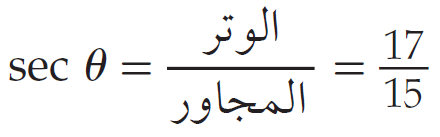 sec θ = الوتر / المجاور = 17/15